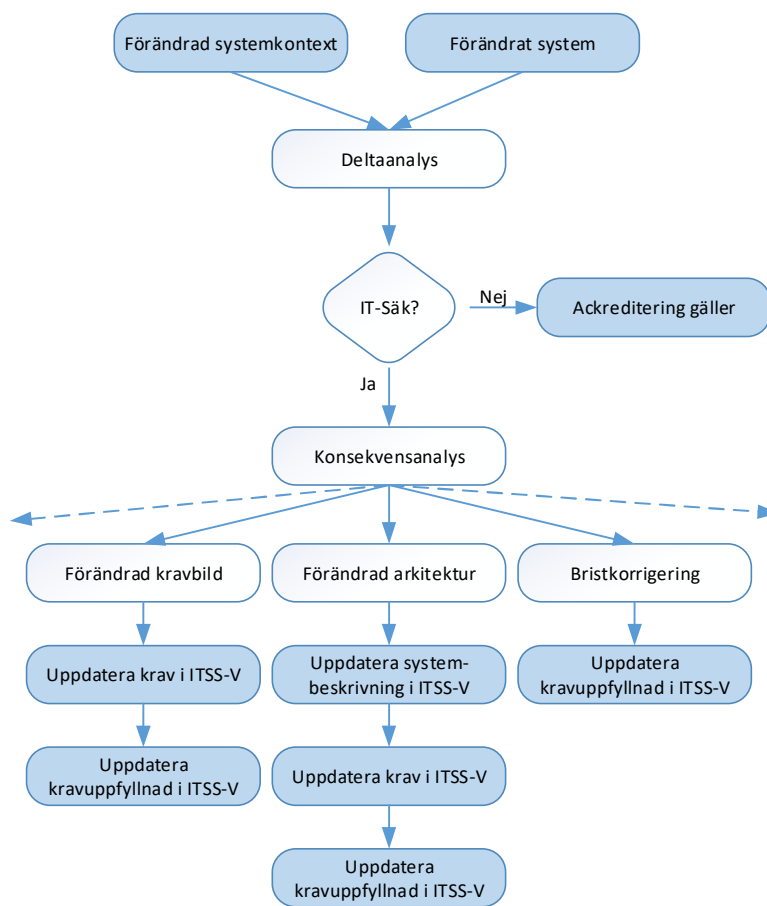 Förändrad systemkontext
Förändrat system
Deltaanalys
IT-Säk?
Nej
Ackreditering gäller
Ja
Konsekvensanalys
Förändrad kravbild
Förändrad arkitektur
Bristkorrigering
Uppdatera krav i ITSS-V
Uppdatera system-
beskrivning i ITSS-V
Uppdatera
kravuppfyllnad i ITSS-V
Uppdatera
kravuppfyllnad i ITSS-V
Uppdatera krav i ITSS-V
Uppdatera
kravuppfyllnad i ITSS-V